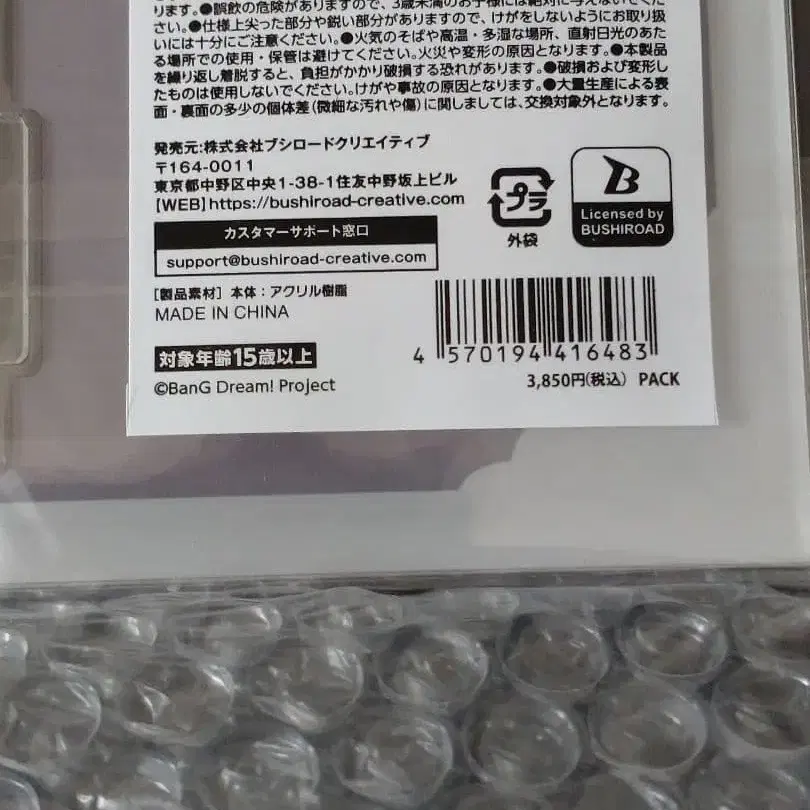 ります。●誤飲の危険がありますので、3歳未満のお子様には絶対に与えないでくだ
さい。●仕様上尖った部分や鋭い部分がありますので、けがをしないようにお取り扱
いには十分にご注意ください。●火気のそばや高温・多湿な場所、直射日光のあた
る場所での使用・保管は避けてください。火災や変形の原因となります。●本製品
を繰り返し着脱すると、負担がかかり破損する恐れがあります。●破損および変形し
たものは使用しないでください。けがや事故の原因となります。●大量生産による表
面・裏面の多少の個体差(微細な汚れや傷)に関しましては、交換対象外となります。
発売元:株式会社ブシロードクリエイティブ
〒164-0011
東京都中野区中央1-38-1住友中野坂上ビル
【WEB】https://bushiroad-creative.com
カスタマーサポート窓口
support@bushiroad-creative.com
プラ
外袋
B
Licensed by
BUSHIROAD
[製品素材] 本体:アクリル樹脂
MADE IN CHINA
対象年齢15歳以上
©BanG Dream! Project
4 570194 416483
3,850円(税込) PACK